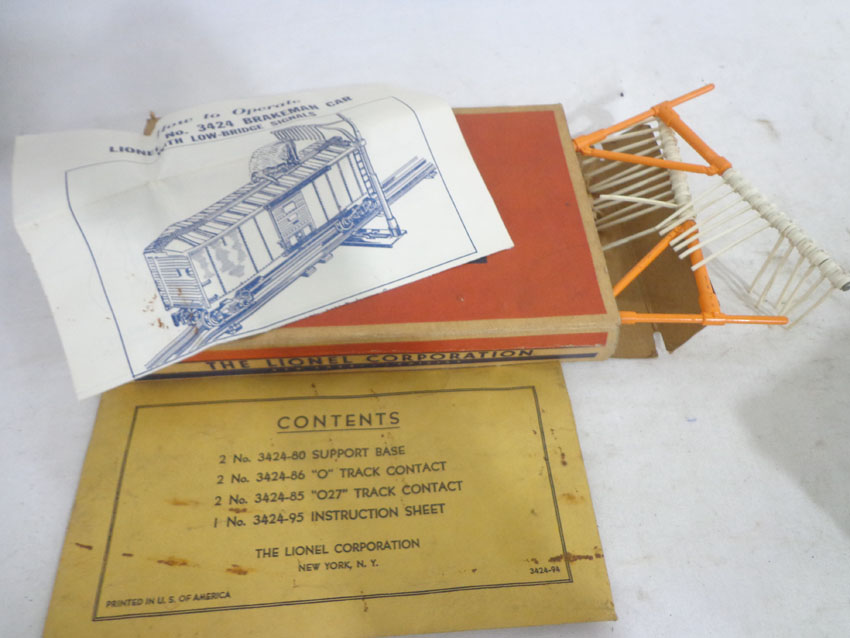 How to Operate
No. 3424 BRAKEMAN CAR
LOW-BRIDGE SIGNALS
THE LIONEL CORPORATION
CONTENTS
2 No. 3424-80 SUPPORT BASE
2 No. 3424-86 "O" TRACK CONTACT
2 No. 3424-85 "O27" TRACK CONTACT
1 No. 3424-95 INSTRUCTION SHEET
THE LIONEL CORPORATION
NEW YORK, N. Y.
PRINTED IN U. S. OF AMERICA
3424-94